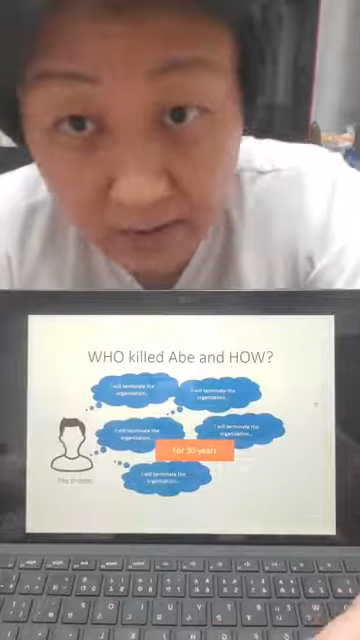 WHO killed Abe and HOW?
I will terminate the
organization..
I will terminate the
organization..
I will terminate the
organization..
I will terminate the
organization..
For 30 years
I will terminate the
organization..